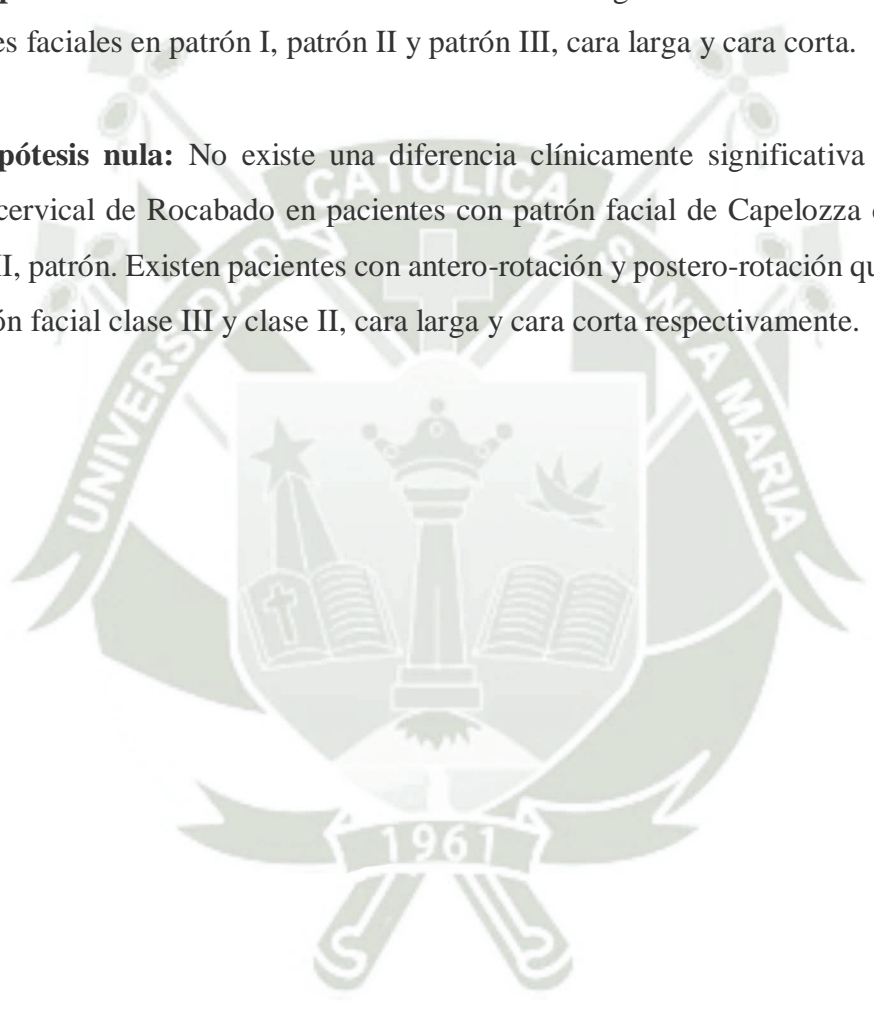 es faciales en patrón I, patrón II y patrón III, cara larga y cara corta.
pótesis nula: No existe una diferencia clínicamente significativa
cervical de Rocabado en pacientes con patrón facial de Capelozza
II, patrón. Existen pacientes con antero-rotación y postero-rotación qu
ón facial clase III y clase II, cara larga y cara corta respectivamente.
UNIVERSIDAD CATOLICA SANTA MARIA
1961